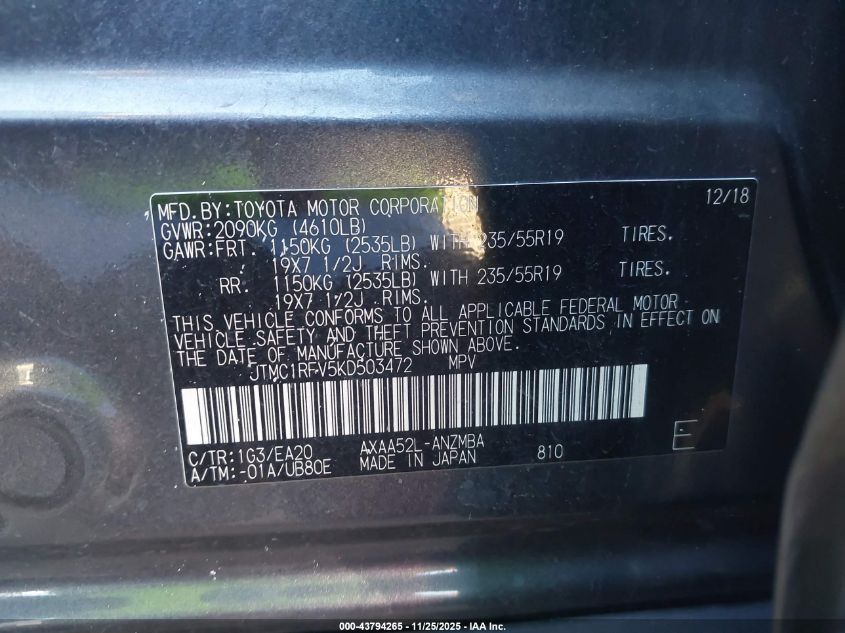 MFD. BY: TOYOTA MOTOR CORPORATION 12/18
GVWR: 2090KG (4610LB)
GAWR: FRT. 1150KG (2535LB) WITH 235/55R19 TIRES.
19X7 1/2J RIMS.
RR. 1150KG (2535LB) WITH 235/55R19 TIRES.
19X7 1/2J RIMS.
THIS VEHICLE CONFORMS TO ALL APPLICABLE FEDERAL MOTOR
VEHICLE SAFETY AND THEFT PREVENTION STANDARDS IN EFFECT ON
THE DATE OF MANUFACTURE SHOWN ABOVE.
JTMC1RFV5KD503472 MPV
C/TR: 1G3/EA20 AXAA52L-ANZMBA
A/TM: -01A/UB80E MADE IN JAPAN 810 E
000-43794265 - 11/25/2025 - IAA Inc.